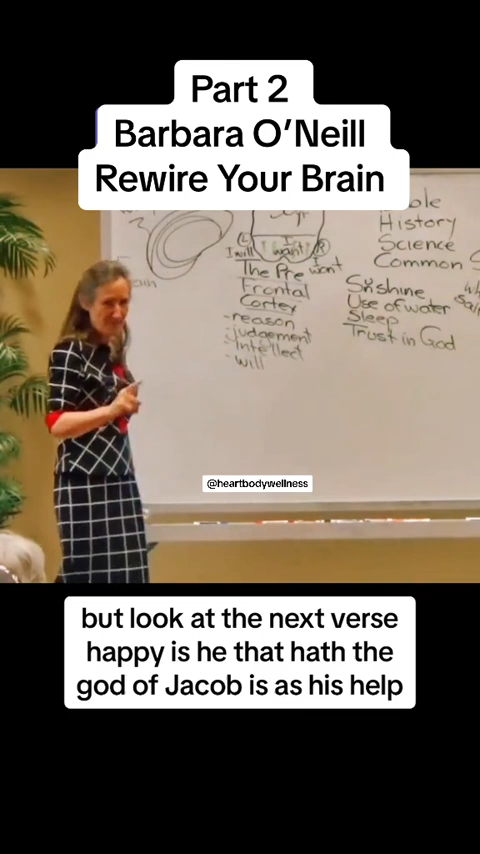 Part 2
Barbara O'Neill
Rewire Your Brain
History
Science
Common
Sunshine
Use of water
Sleep
Trust in God
I will
I want
want
The Pre
Frontal
Cortex
-reason
-judgement
-Intellect
-will
@heartbodywellness
but look at the next verse
happy is he that hath the
god of Jacob is as his help